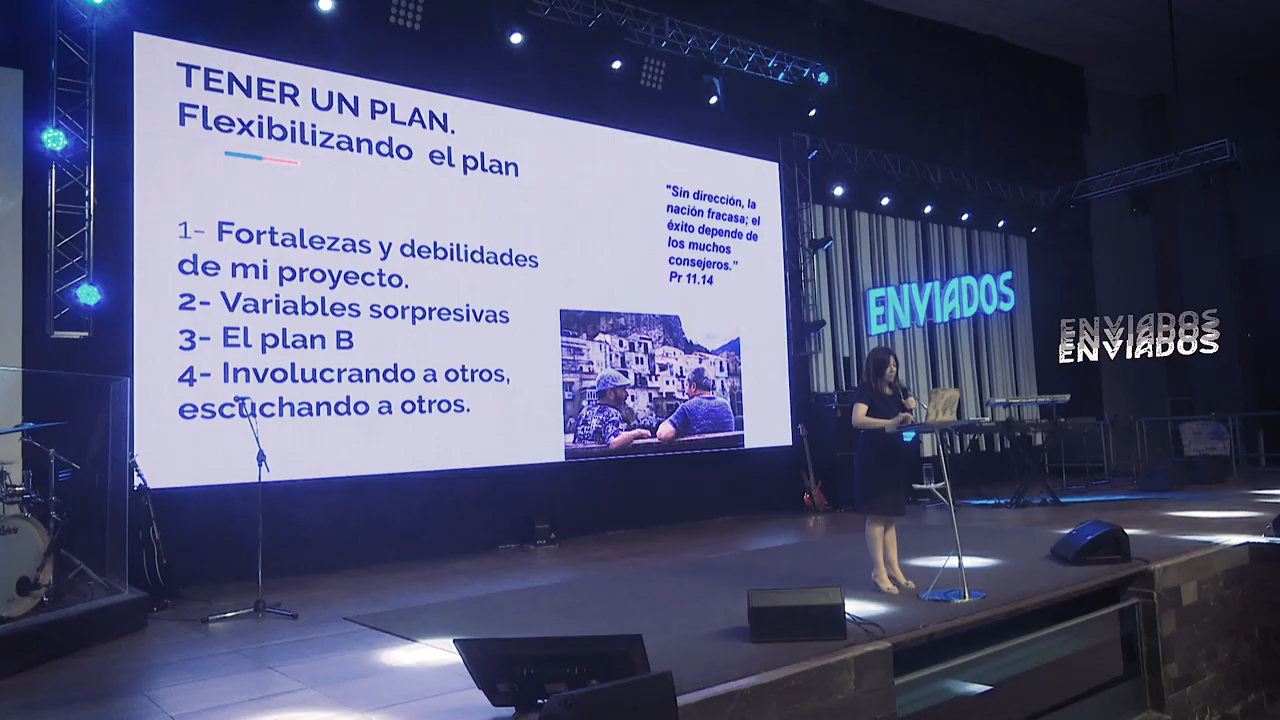 TENER UN PLAN.
Flexibilizando el plan
1- Fortalezas y debilidades
de mi proyecto.
2- Variables sorpresivas
3- El plan B
4- Involucrando a otros,
escuchando a otros.
"Sin dirección, la
nación fracasa; el
éxito depende de
los muchos
consejeros."
Pr 11.14
ENVIADOS
ENVIADOS
ENVIADOS
ENVIADOS